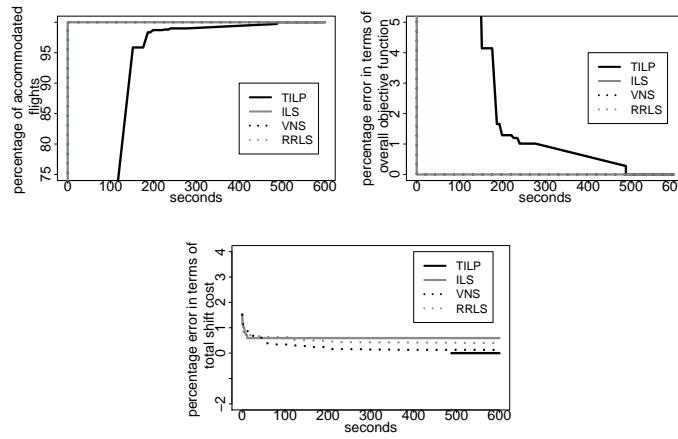 percentage of accommodated
flights
75 80 85 90 95
TILP
ILS
VNS
RRLS
0 100 200 300 400 500 600
seconds
percentage error in terms of
overall objective function
0 1 2 3 4 5
TILP
ILS
VNS
RRLS
0 100 200 300 400 500 600
seconds
percentage error in terms of
total shift cost
−2 0 1 2 3 4
TILP
ILS
VNS
RRLS
0 100 200 300 400 500 600
seconds